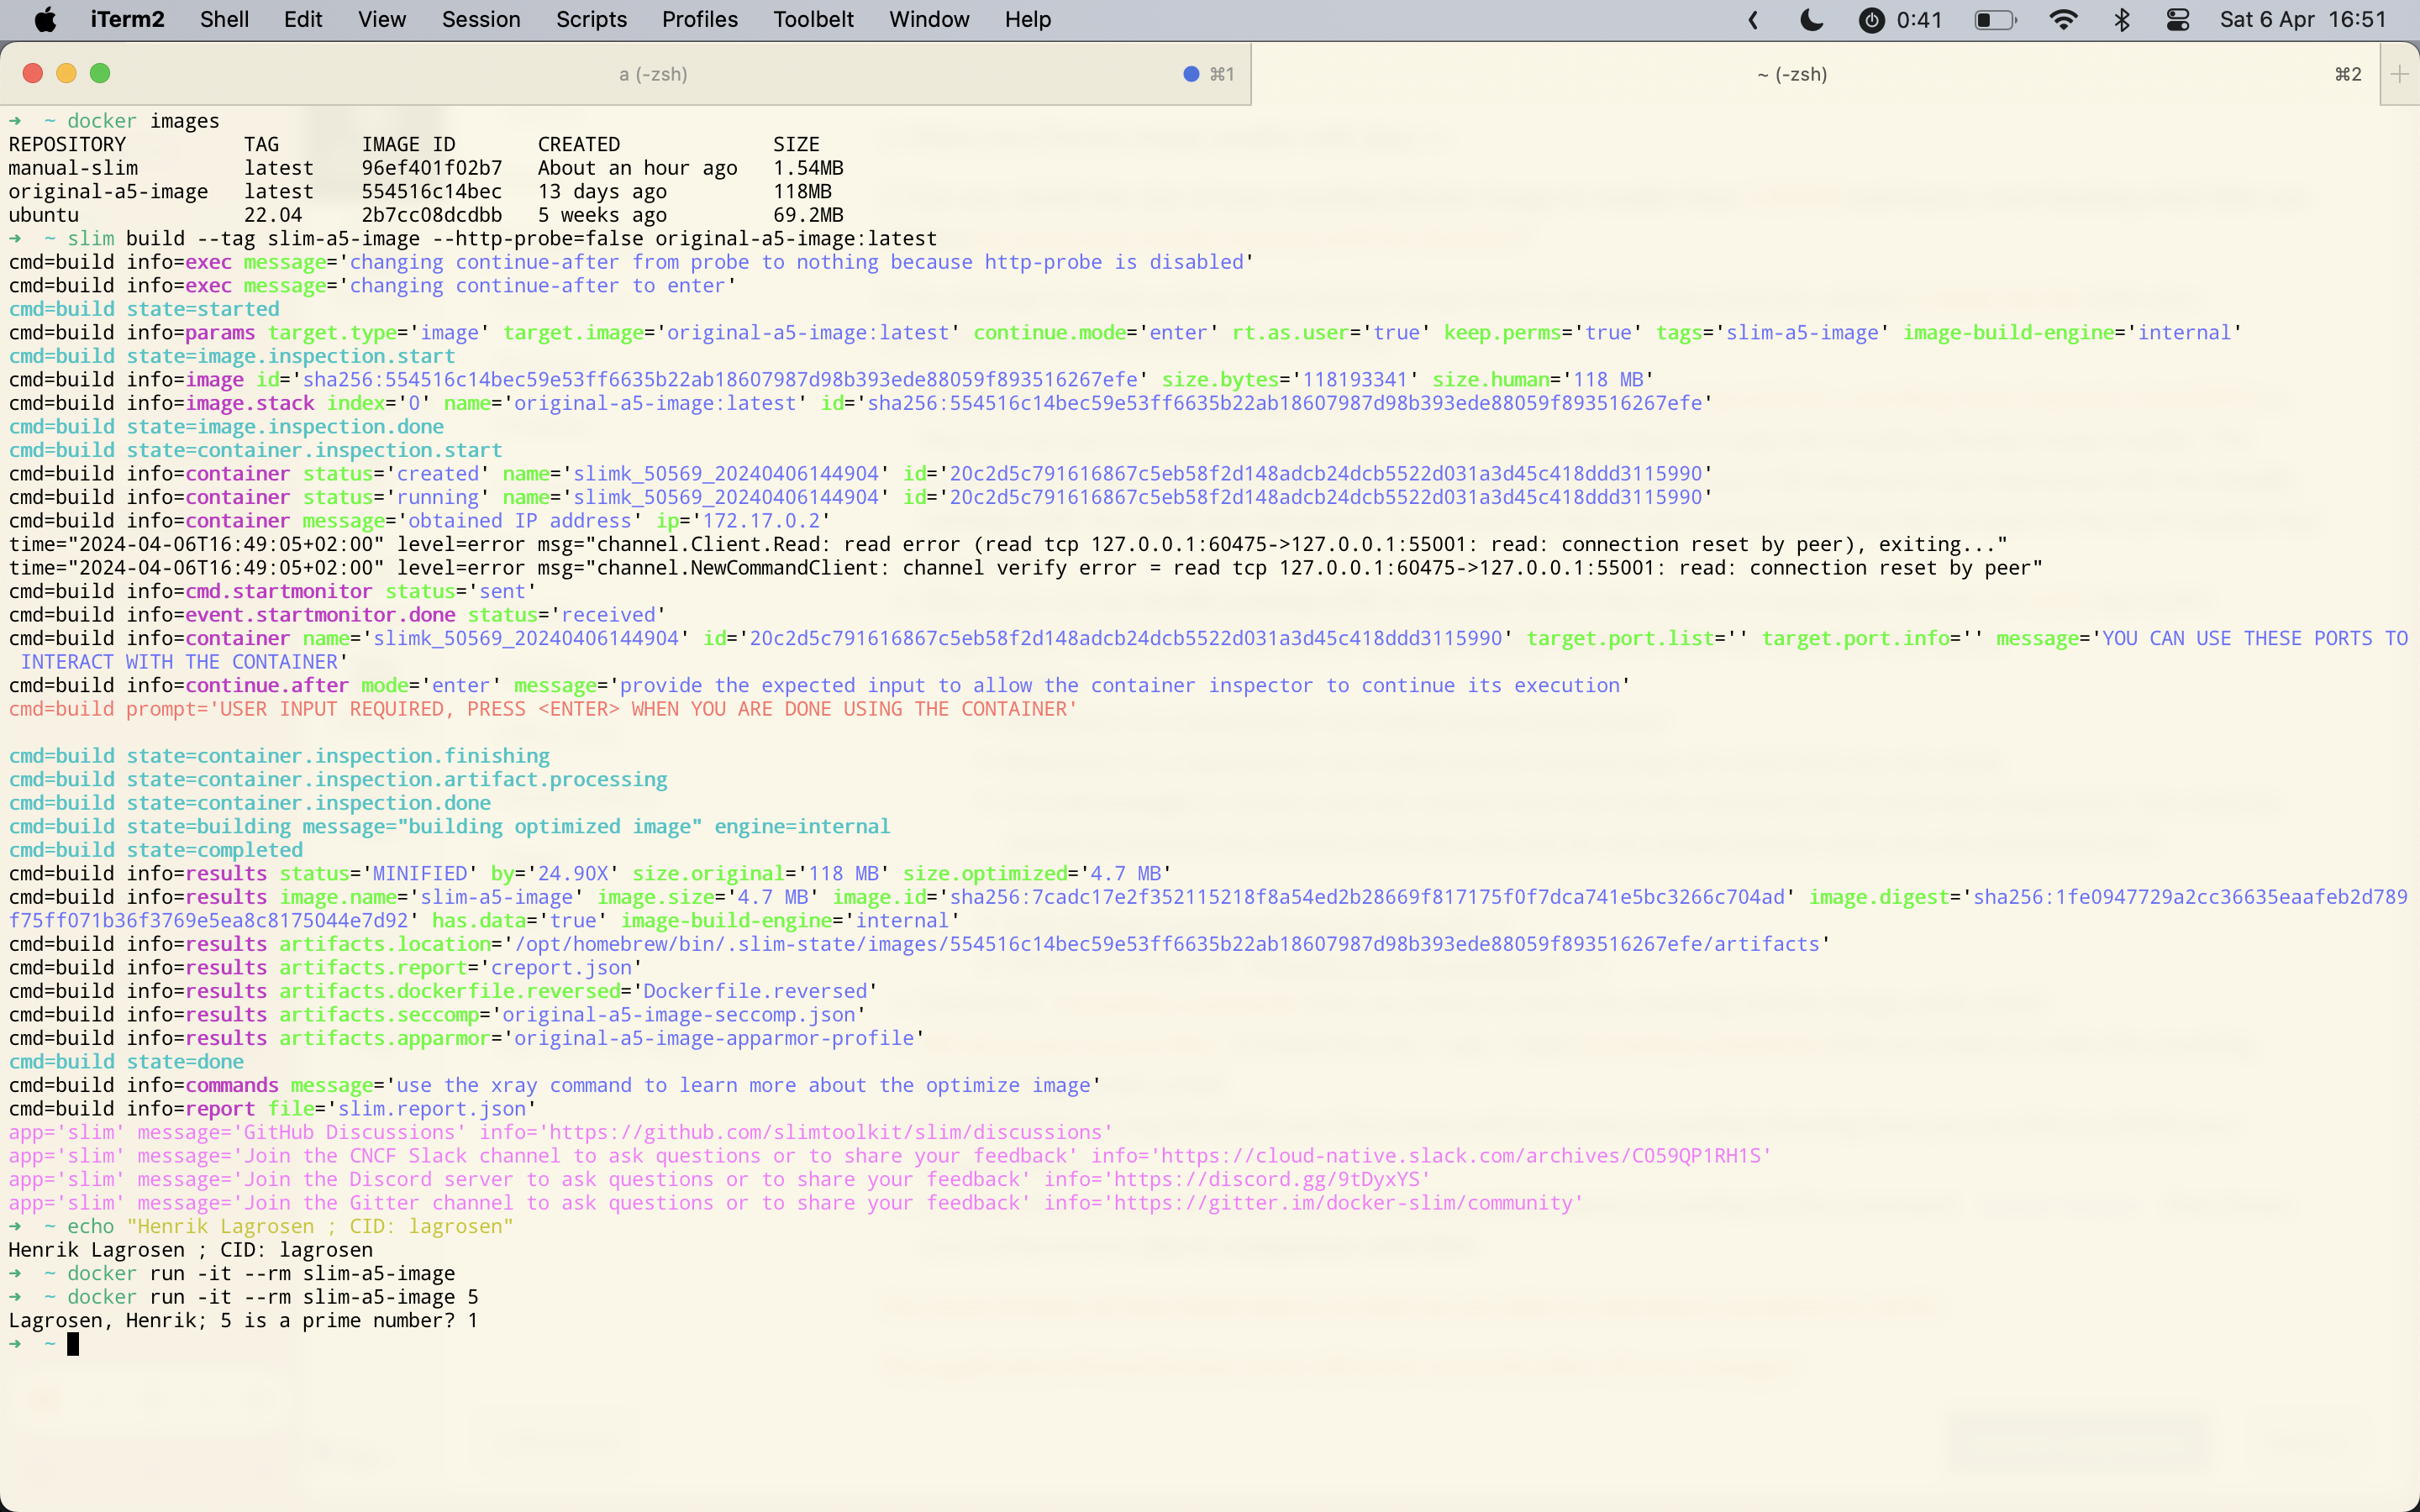 iTerm2 Shell Edit View Session Scripts Profiles Toolbelt Window Help 0:41 Sat 6 Apr 16:51
a (-zsh) ⌘1 ~ (-zsh) ⌘2
➜ ~ docker images
REPOSITORY TAG IMAGE ID CREATED SIZE
manual-slim latest 96ef401f02b7 About an hour ago 1.54MB
original-a5-image latest 554516c14bec 13 days ago 118MB
ubuntu 22.04 2b7cc08dcdbb 5 weeks ago 69.2MB
➜ ~ slim build --tag slim-a5-image --http-probe=false original-a5-image:latest
cmd=build info=exec message='changing continue-after from probe to nothing because http-probe is disabled'
cmd=build info=exec message='changing continue-after to enter'
cmd=build state=started
cmd=build info=params target.type='image' target.image='original-a5-image:latest' continue.mode='enter' rt.as.user='true' keep.perms='true' tags='slim-a5-image' image-build-engine='internal'
cmd=build state=image.inspection.start
cmd=build info=image id='sha256:554516c14bec59e53ff6635b22ab18607987d98b393ede88059f893516267efe' size.bytes='118193341' size.human='118 MB'
cmd=build info=image.stack index='0' name='original-a5-image:latest' id='sha256:554516c14bec59e53ff6635b22ab18607987d98b393ede88059f893516267efe'
cmd=build state=image.inspection.done
cmd=build state=container.inspection.start
cmd=build info=container status='created' name='slimk_50569_20240406144904' id='20c2d5c791616867c5eb58f2d148adcb24dcb5522d031a3d45c418ddd3115990'
cmd=build info=container status='running' name='slimk_50569_20240406144904' id='20c2d5c791616867c5eb58f2d148adcb24dcb5522d031a3d45c418ddd3115990'
cmd=build info=container message='obtained IP address' ip='172.17.0.2'
time="2024-04-06T16:49:05+02:00" level=error msg="channel.Client.Read: read error (read tcp 127.0.0.1:60475->127.0.0.1:55001: read: connection reset by peer), exiting..."
time="2024-04-06T16:49:05+02:00" level=error msg="channel.NewCommandClient: channel verify error = read tcp 127.0.0.1:60475->127.0.0.1:55001: read: connection reset by peer"
cmd=build info=cmd.startmonitor status='sent'
cmd=build info=event.startmonitor.done status='received'
cmd=build info=container name='slimk_50569_20240406144904' id='20c2d5c791616867c5eb58f2d148adcb24dcb5522d031a3d45c418ddd3115990' target.port.list='' target.port.info='' message='YOU CAN USE THESE PORTS TO
INTERACT WITH THE CONTAINER'
cmd=build info=continue.after mode='enter' message='provide the expected input to allow the container inspector to continue its execution'
cmd=build prompt='USER INPUT REQUIRED, PRESS <ENTER> WHEN YOU ARE DONE USING THE CONTAINER'
cmd=build state=container.inspection.finishing
cmd=build state=container.inspection.artifact.processing
cmd=build state=container.inspection.done
cmd=build state=building message="building optimized image" engine=internal
cmd=build state=completed
cmd=build info=results status='MINIFIED' by='24.90X' size.original='118 MB' size.optimized='4.7 MB'
cmd=build info=results image.name='slim-a5-image' image.size='4.7 MB' image.id='sha256:7cadc17e2f352115218f8a54ed2b28669f817175f0f7dca741e5bc3266c704ad' image.digest='sha256:1fe0947729a2cc36635eaafeb2d789
f75ff071b36f3769e5ea8c8175044e7d92' has.data='true' image-build-engine='internal'
cmd=build info=results artifacts.location='/opt/homebrew/bin/.slim-state/images/554516c14bec59e53ff6635b22ab18607987d98b393ede88059f893516267efe/artifacts'
cmd=build info=results artifacts.report='creport.json'
cmd=build info=results artifacts.dockerfile.reversed='Dockerfile.reversed'
cmd=build info=results artifacts.seccomp='original-a5-image-seccomp.json'
cmd=build info=results artifacts.apparmor='original-a5-image-apparmor-profile'
cmd=build state=done
cmd=build info=commands message='use the xray command to learn more about the optimize image'
cmd=build info=report file='slim.report.json'
app='slim' message='GitHub Discussions' info='https://github.com/slimtoolkit/slim/discussions'
app='slim' message='Join the CNCF Slack channel to ask questions or to share your feedback' info='https://cloud-native.slack.com/archives/C059QP1RH1S'
app='slim' message='Join the Discord server to ask questions or to share your feedback' info='https://discord.gg/9tDyxYS'
app='slim' message='Join the Gitter channel to ask questions or to share your feedback' info='https://gitter.im/docker-slim/community'
➜ ~ echo "Henrik Lagrosen ; CID: lagrosen"
Henrik Lagrosen ; CID: lagrosen
➜ ~ docker run -it --rm slim-a5-image
➜ ~ docker run -it --rm slim-a5-image 5
Lagrosen, Henrik; 5 is a prime number? 1
➜ ~